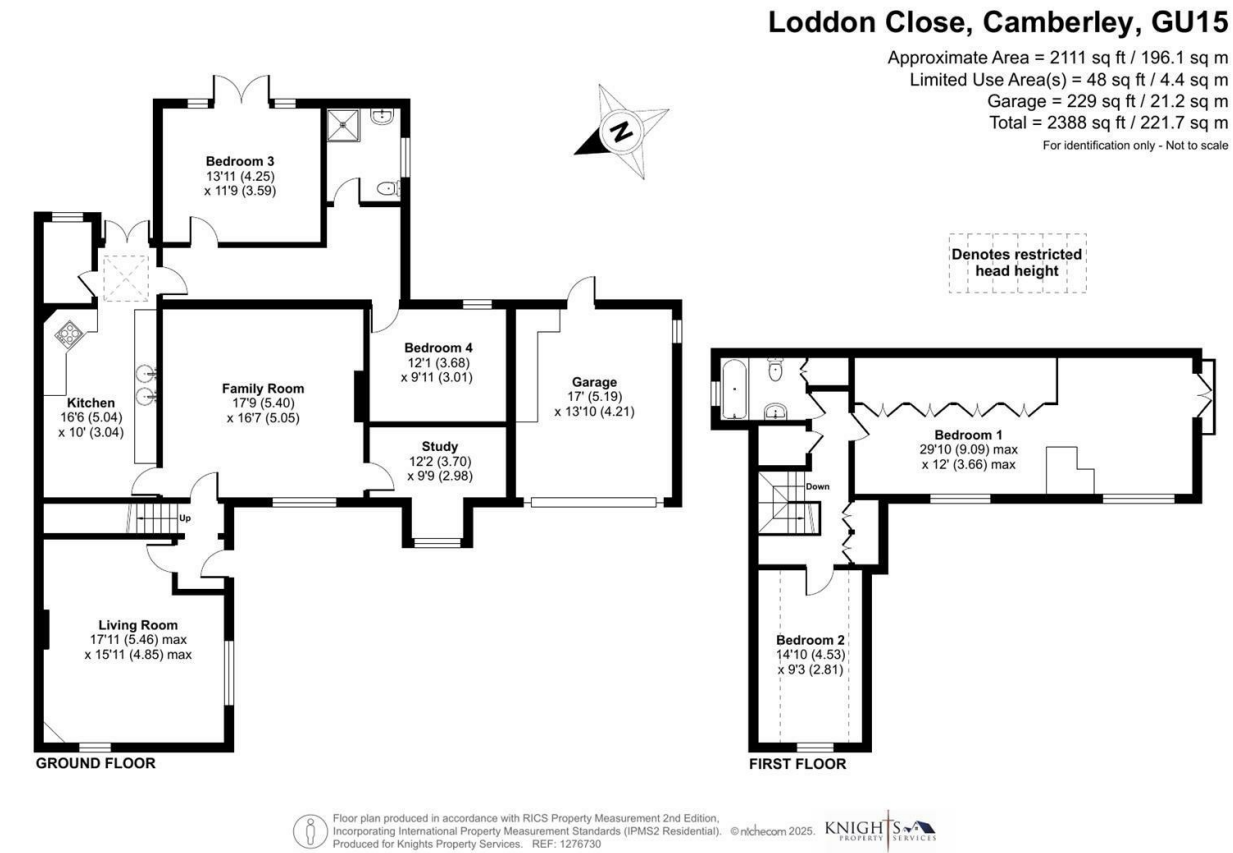 Loddon Close, Camberley, GU15
Approximate Area = 2111 sq ft / 196.1 sq m
Limited Use Area(s) = 48 sq ft / 4.4 sq m
Garage = 229 sq ft / 21.2 sq m
Total = 2388 sq ft / 221.7 sq m
For identification only - Not to scale
N
Denotes restricted
head height
Bedroom 3
13'11 (4.25)
x 11'9 (3.59)
Kitchen
16'6 (5.04)
x 10' (3.04)
Family Room
17'9 (5.40)
x 16'7 (5.05)
Bedroom 4
12'1 (3.68)
x 9'11 (3.01)
Study
12'2 (3.70)
x 9'9 (2.98)
Garage
17' (5.19)
x 13'10 (4.21)
Up
Living Room
17'11 (5.46) max
x 15'11 (4.85) max
GROUND FLOOR
Bedroom 1
29'10 (9.09) max
x 12' (3.66) max
Down
Bedroom 2
14'10 (4.53)
x 9'3 (2.81)
FIRST FLOOR
Floor plan produced in accordance with RICS Property Measurement 2nd Edition,
Incorporating International Property Measurement Standards (IPMS2 Residential). © nichecom 2025.
Produced for Knights Property Services. REF: 1276730
KNIGHTS
PROPERTY SERVICES